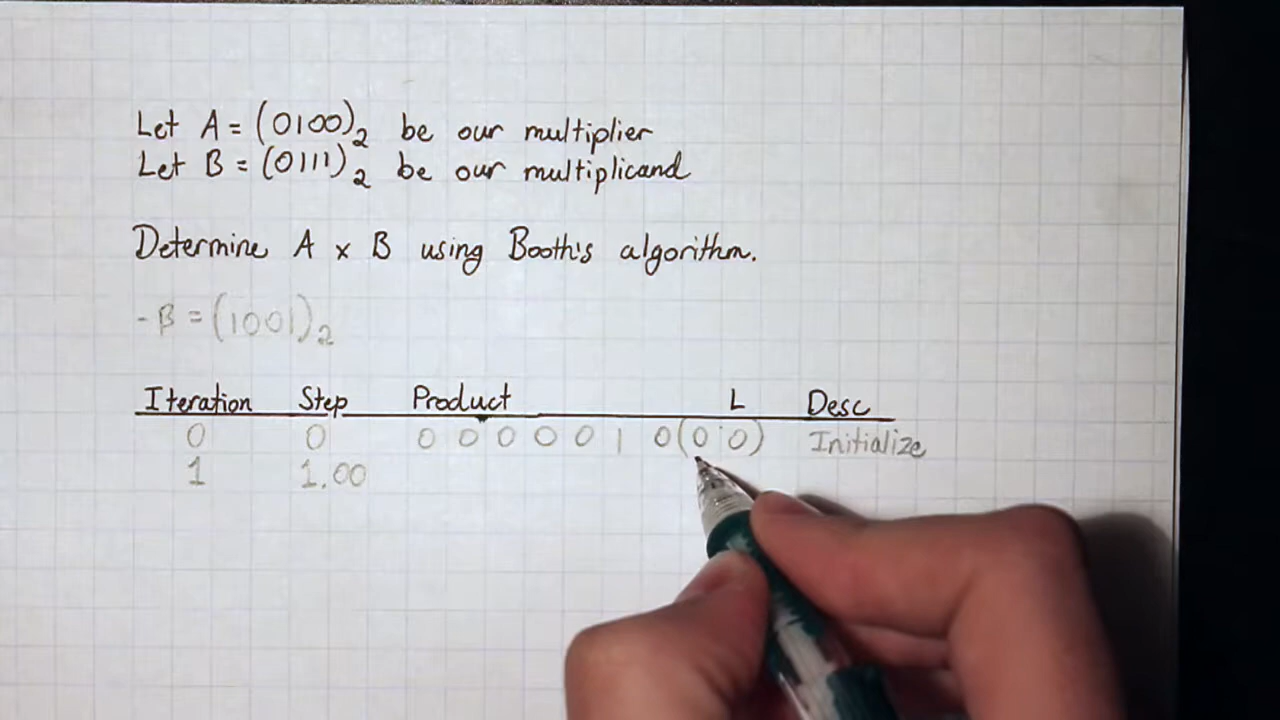 Let A = (0100)₂ be our multiplier
Let B = (0111)₂ be our multiplicand
Determine A x B using Booth's algorithm.
-B = (1001)₂
Iteration Step Product L Desc
0 0 0 0 0 0 0 1 0(0 0) Initialize
1 1.00